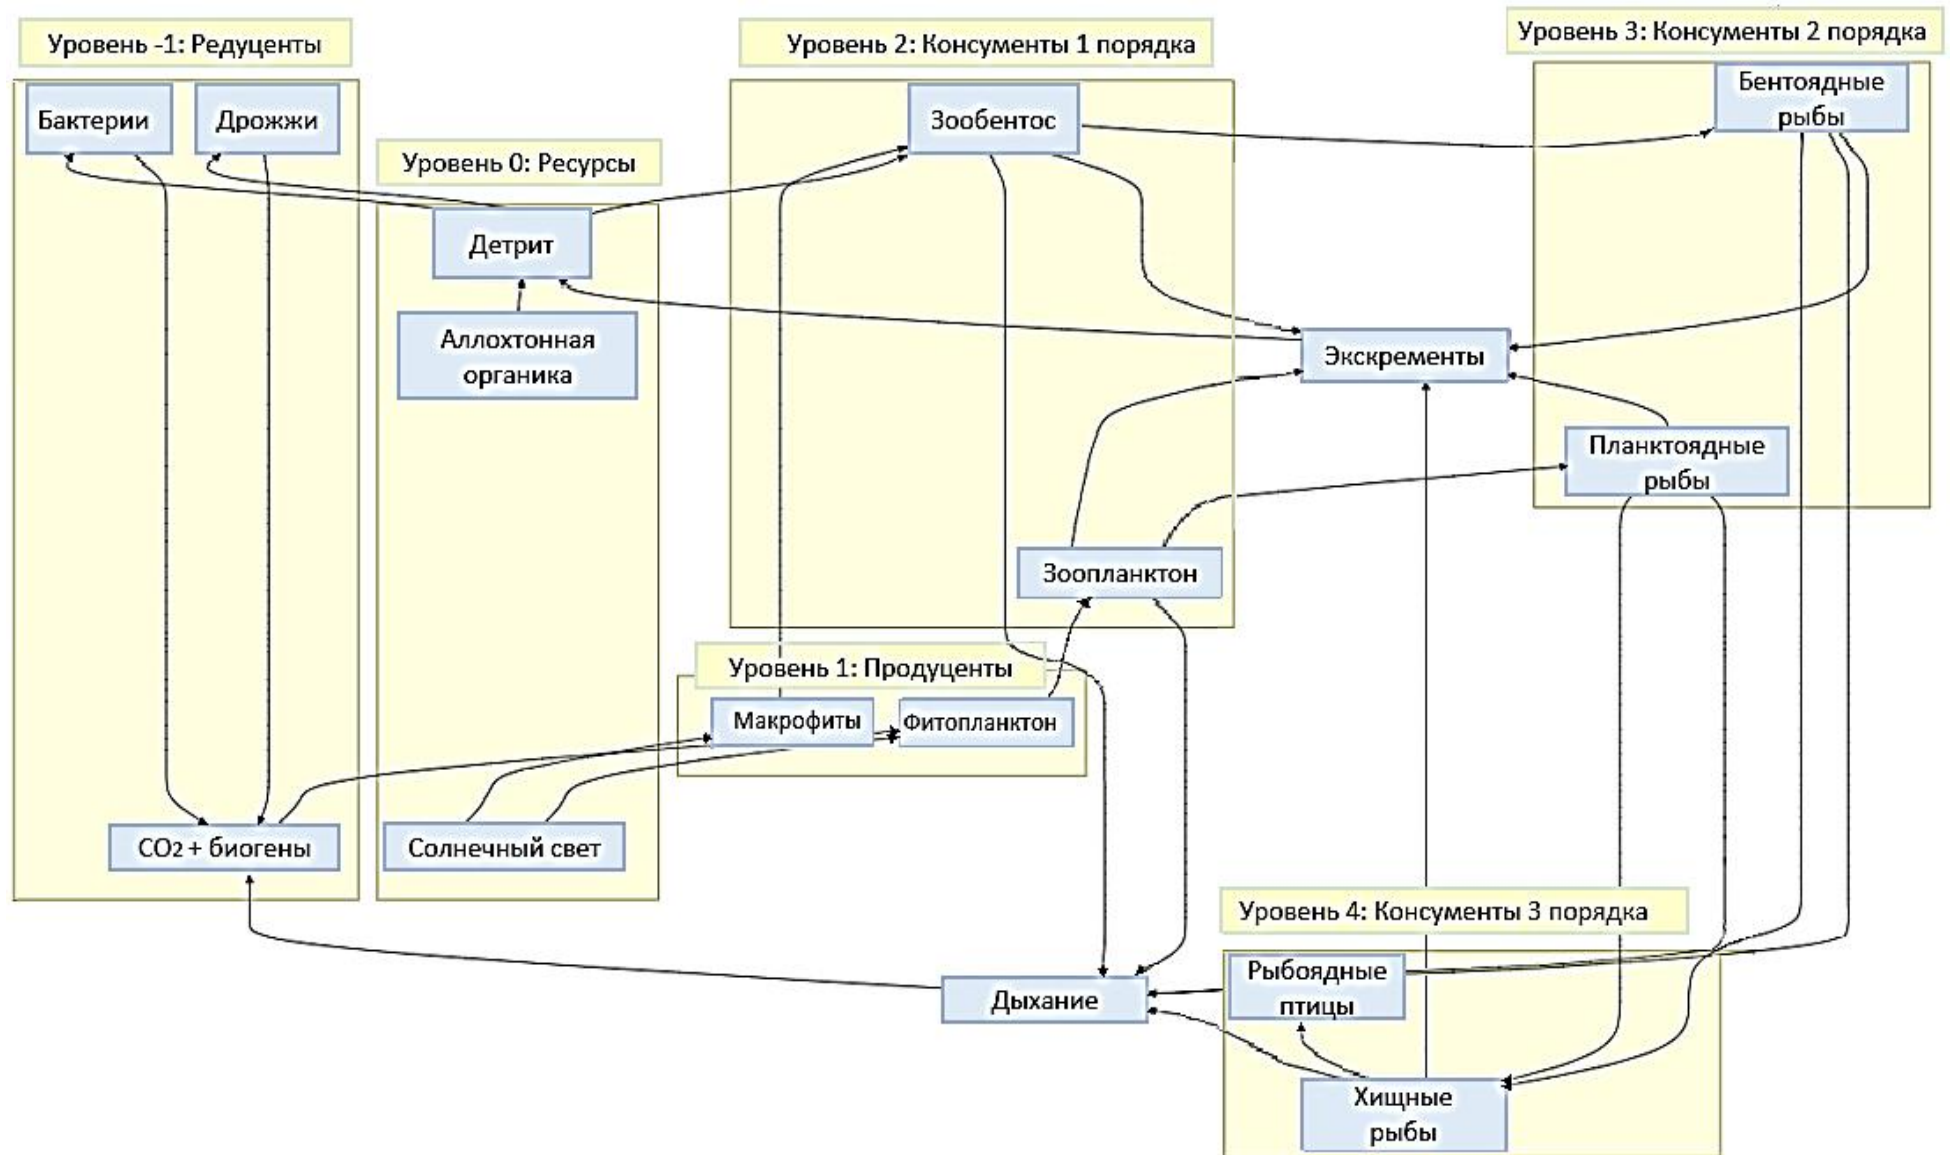 Уровень -1: Редуценты
Бактерии
Дрожжи
CO2 + биогены
Уровень 0: Ресурсы
Детрит
Аллохтонная
органика
Солнечный свет
Уровень 2: Консументы 1 порядка
Зообентос
Зоопланктон
Уровень 1: Продуценты
Макрофиты
Фитопланктон
Уровень 3: Консументы 2 порядка
Бентоядные
рыбы
Экскременты
Планктоядные
рыбы
Уровень 4: Консументы 3 порядка
Рыбоядные
птицы
Дыхание
Хищные
рыбы